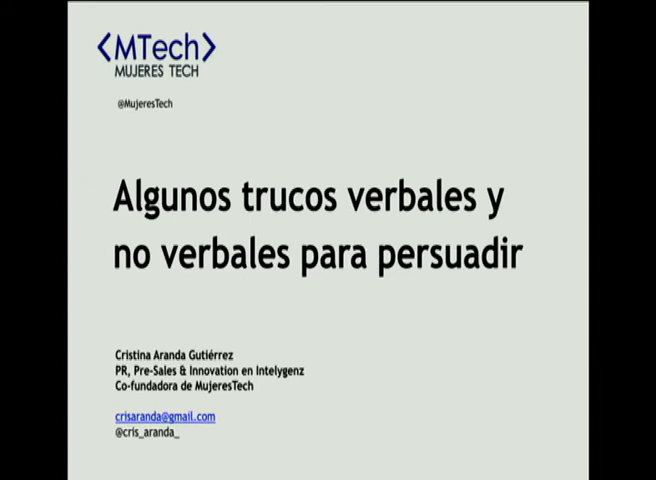 <MTech>
MUJERES TECH
@MujeresTech
Algunos trucos verbales y
no verbales para persuadir
Cristina Aranda Gutiérrez
PR, Pre-Sales & Innovation en Intelygenz
Co-fundadora de MujeresTech
crisaranda@gmail.com
@cris_aranda_